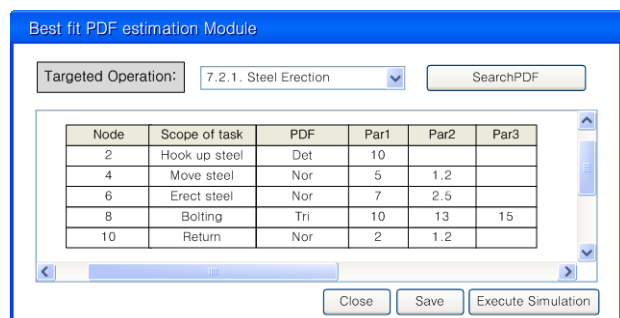 Best fit PDF estimation Module
Targeted Operation: 7.2.1. Steel Erection SearchPDF
Node Scope of task PDF Par1 Par2 Par3
2 Hook up steel Det 10
4 Move steel Nor 5 1.2
6 Erect steel Nor 7 2.5
8 Bolting Tri 10 13 15
10 Return Nor 2 1.2
Close Save Execute Simulation